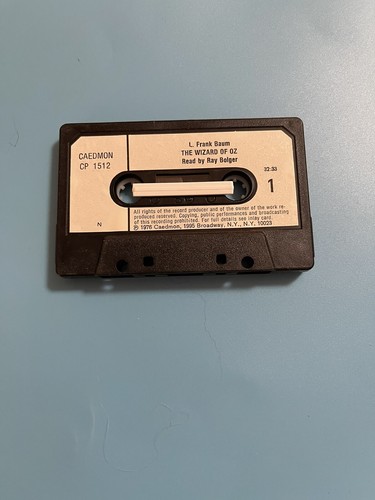 L. Frank Baum
THE WIZARD OF OZ
Read by Ray Bolger
CAEDMON
CP 1512
32:33
1
N
All rights of the record producer and of the owner of the work re-
produced reserved. Copying, public performances and broadcasting
of this recording prohibited. For full details see inlay card.
℗ 1976 Caedmon, 1995 Broadway, N.Y., N.Y. 10023